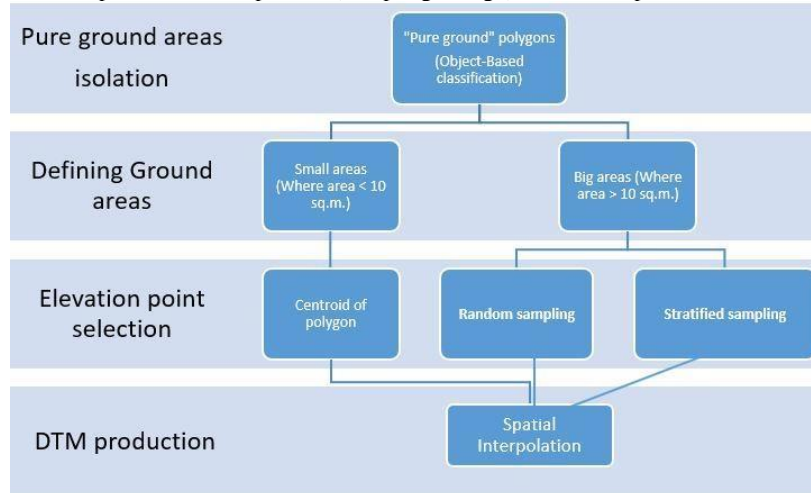 Pure ground areas
isolation
"Pure ground" polygons
(Object-Based
classification)
Defining Ground
areas
Small areas
(Where area < 10
sq.m.)
Big areas (Where
area > 10 sq.m.)
Elevation point
selection
Centroid of
polygon
Random sampling
Stratified sampling
DTM production
Spatial
Interpolation